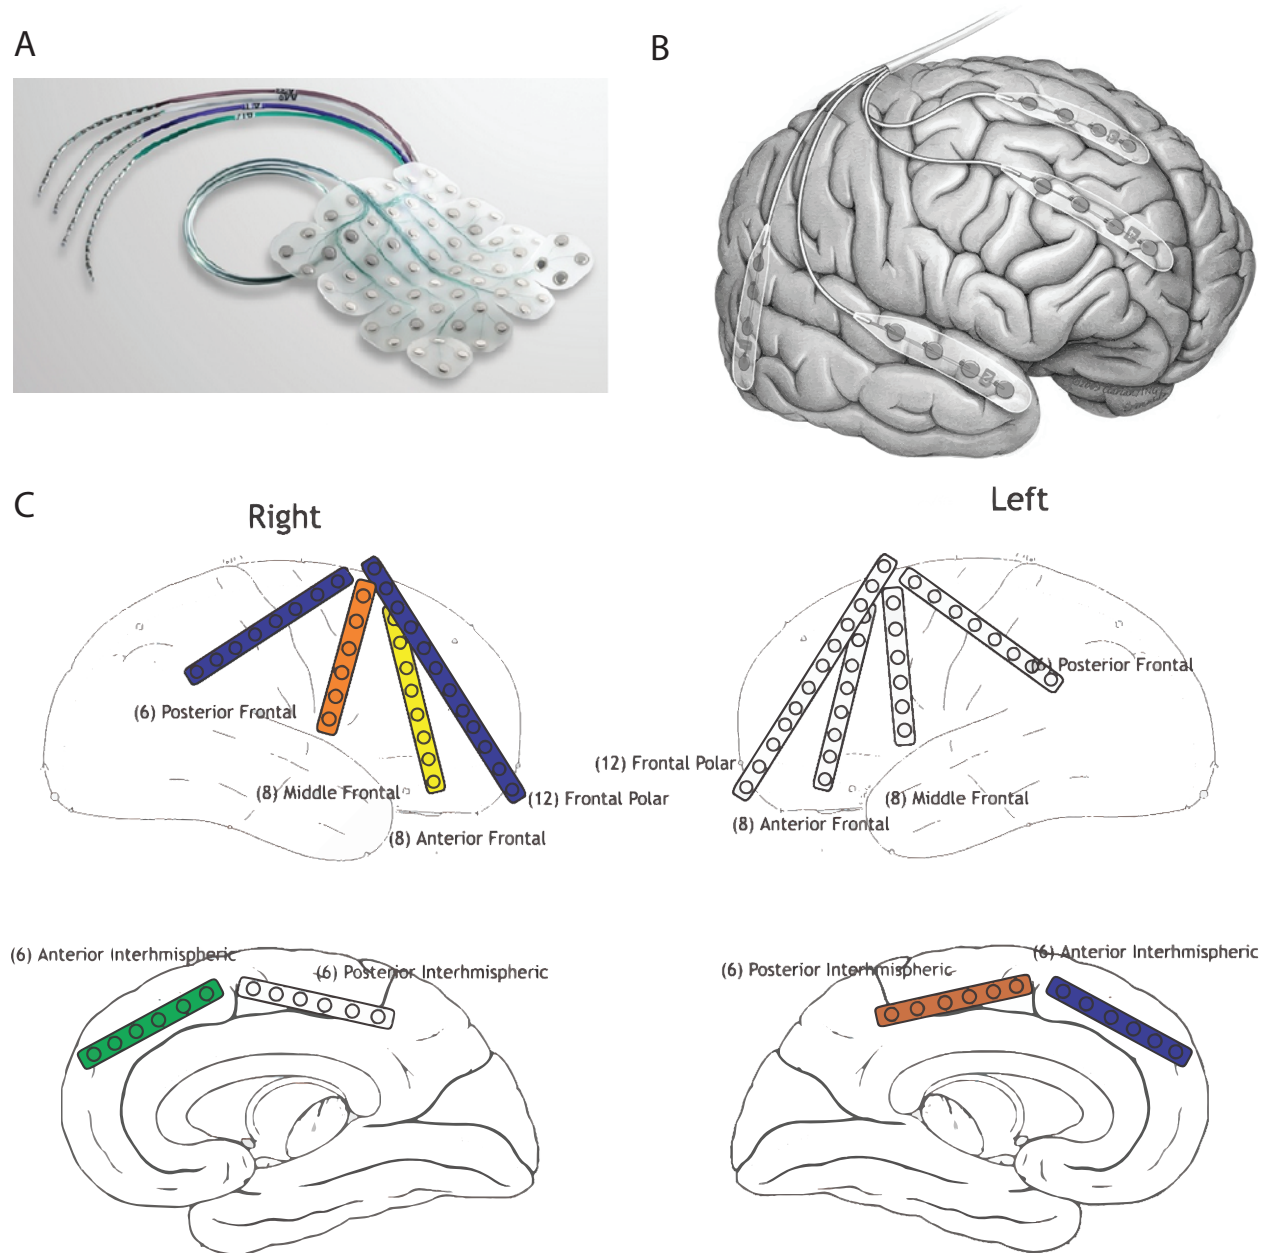 A
B
C
Right
Left
(6) Posterior Frontal
(8) Middle Frontal
(12) Frontal Polar
(8) Anterior Frontal
(6) Posterior Frontal
(12) Frontal Polar
(8) Middle Frontal
(8) Anterior Frontal
(6) Anterior Interhmispheric
(6) Posterior Interhmispheric
(6) Posterior Interhmispheric
(6) Anterior Interhmispheric